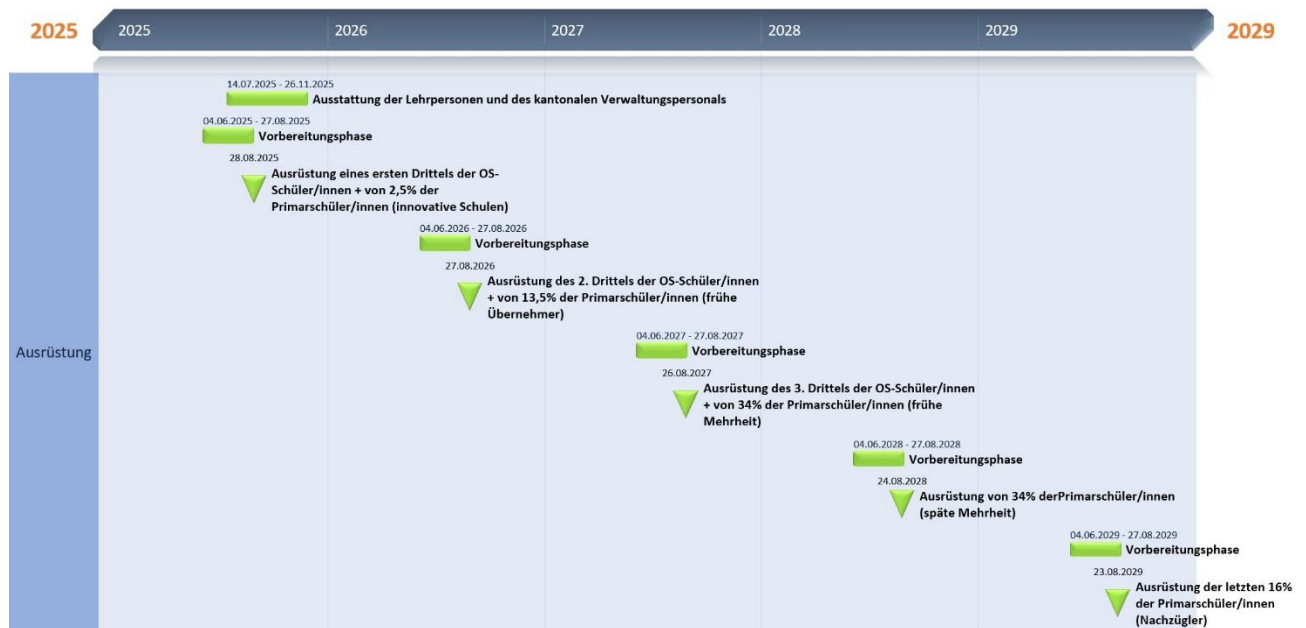 2025
2025
2026
2027
2028
2029
2029
Ausrüstung
14.07.2025 - 26.11.2025
Ausstattung der Lehrpersonen und des kantonalen Verwaltungspersonals
04.06.2025 - 27.08.2025
Vorbereitungsphase
28.08.2025
Ausrüstung eines ersten Drittels der OS-
Schüler/innen + von 2,5% der
Primarschüler/innen (innovative Schulen)
04.06.2026 - 27.08.2026
Vorbereitungsphase
27.08.2026
Ausrüstung des 2. Drittels der OS-Schüler/innen
+ von 13,5% der Primarschüler/innen (frühe
Übernehmer)
04.06.2027 - 27.08.2027
Vorbereitungsphase
26.08.2027
Ausrüstung des 3. Drittels der OS-Schüler/innen
+ von 34% der Primarschüler/innen (frühe
Mehrheit)
04.06.2028 - 27.08.2028
Vorbereitungsphase
24.08.2028
Ausrüstung von 34% derPrimarschüler/innen
(späte Mehrheit)
04.06.2029 - 27.08.2029
Vorbereitungsphase
23.08.2029
Ausrüstung der letzten 16%
der Primarschüler/innen
(Nachzügler)